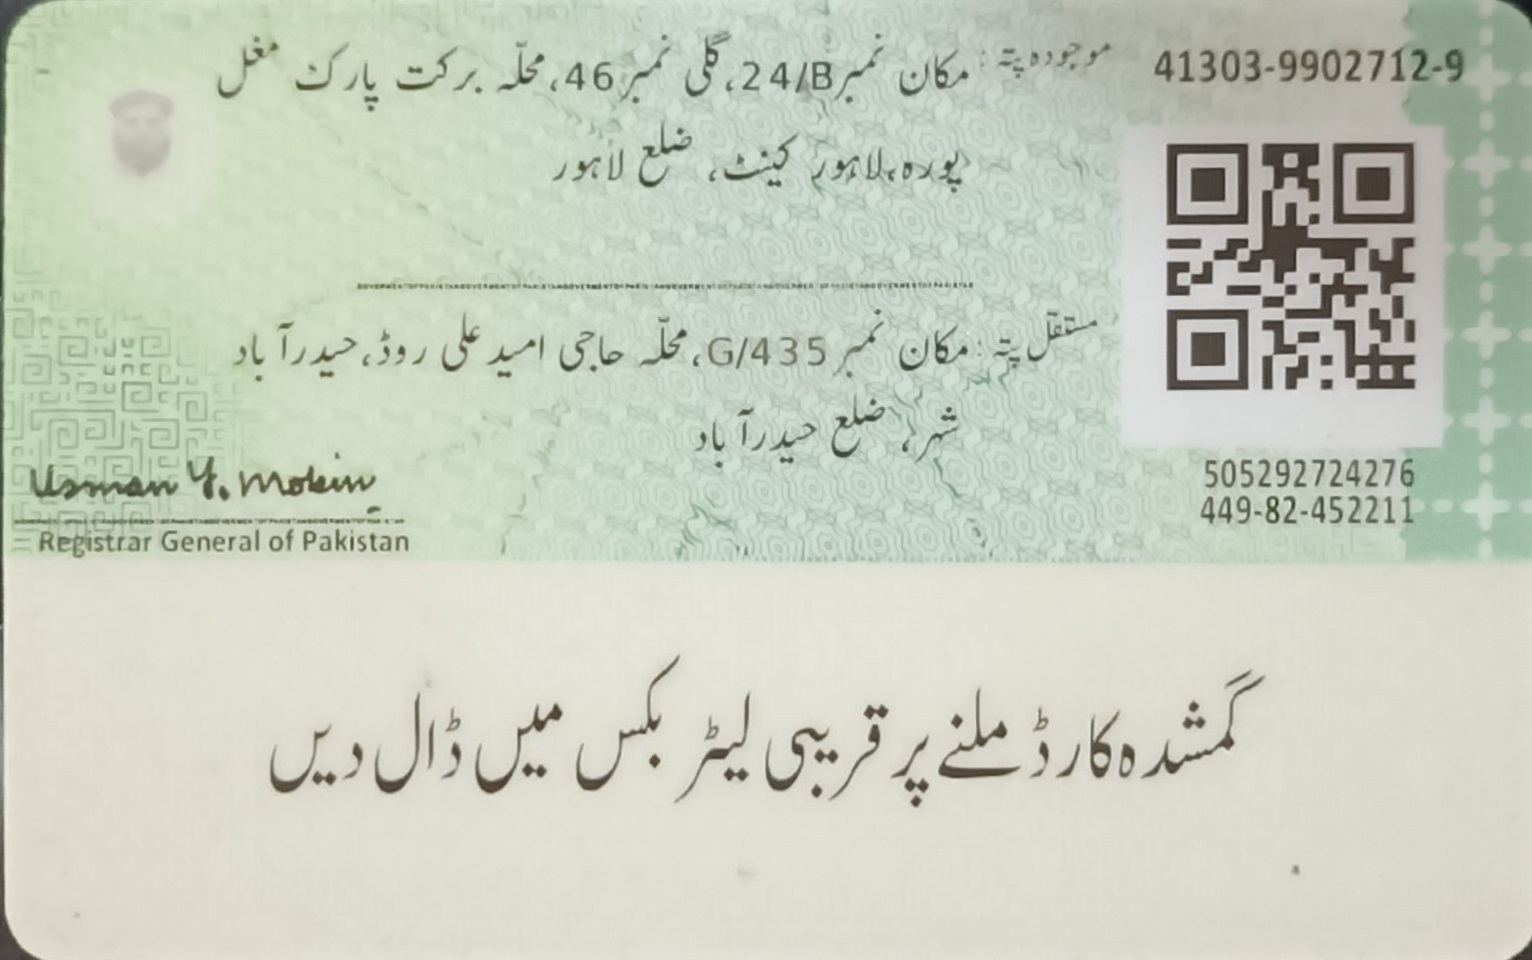 41303-9902712-9
موجودہ پتہ: مکان نمبر 24/B، گلی نمبر 46، محلّہ برکت پارک مغل
پورہ، لاہور کینٹ، ضلع لاہور
مستقل پتہ: مکان نمبر G/435، محلّہ حاجی امید علی روڈ، حیدرآباد
شہر، ضلع حیدرآباد
505292724276
449-82-452211
Usman Y. Mobin
Registrar General of Pakistan
گمشدہ کارڈ ملنے پر قریبی لیٹر بکس میں ڈال دیں